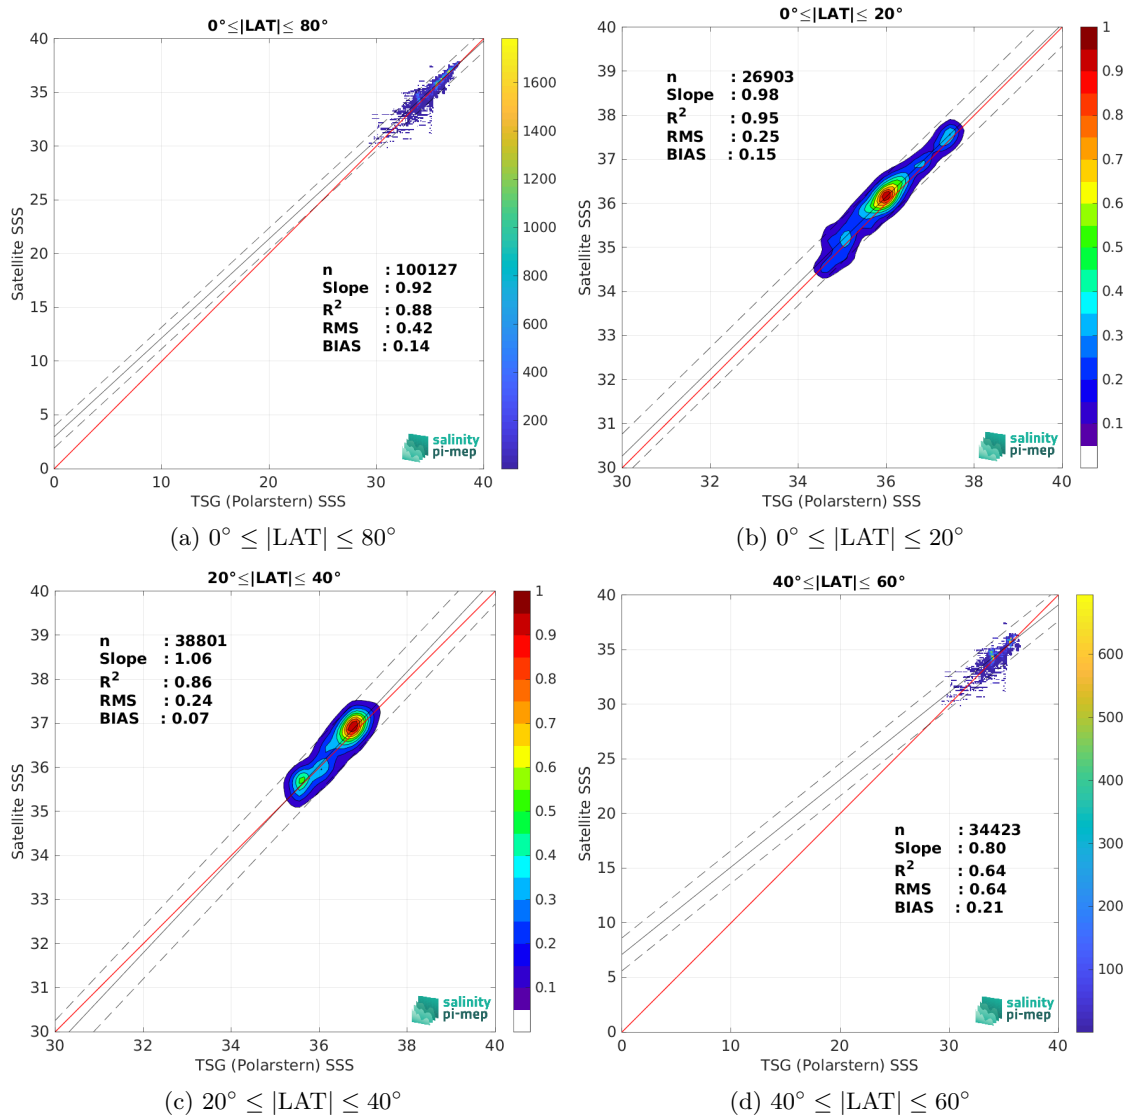 0°≤|LAT|≤ 80°
40
35
30
25
20
15
10
5
0
0
10
20
30
40
Satellite SSS
TSG (Polarstern) SSS
n : 100127
Slope : 0.92
R² : 0.88
RMS : 0.42
BIAS : 0.14
salinity
pi-mep
1600
1400
1200
1000
800
600
400
200
(a) 0° ≤ |LAT| ≤ 80°
0°≤|LAT|≤ 20°
40
39
38
37
36
35
34
33
32
31
30
30
32
34
36
38
40
Satellite SSS
TSG (Polarstern) SSS
n : 26903
Slope : 0.98
R² : 0.95
RMS : 0.25
BIAS : 0.15
salinity
pi-mep
1
0.9
0.8
0.7
0.6
0.5
0.4
0.3
0.2
0.1
(b) 0° ≤ |LAT| ≤ 20°
20°≤|LAT|≤ 40°
40
39
38
37
36
35
34
33
32
31
30
30
32
34
36
38
40
Satellite SSS
TSG (Polarstern) SSS
n : 38801
Slope : 1.06
R² : 0.86
RMS : 0.24
BIAS : 0.07
salinity
pi-mep
1
0.9
0.8
0.7
0.6
0.5
0.4
0.3
0.2
0.1
(c) 20° ≤ |LAT| ≤ 40°
40°≤|LAT|≤ 60°
40
35
30
25
20
15
10
5
0
0
10
20
30
40
Satellite SSS
TSG (Polarstern) SSS
n : 34423
Slope : 0.80
R² : 0.64
RMS : 0.64
BIAS : 0.21
salinity
pi-mep
600
500
400
300
200
100
(d) 40° ≤ |LAT| ≤ 60°